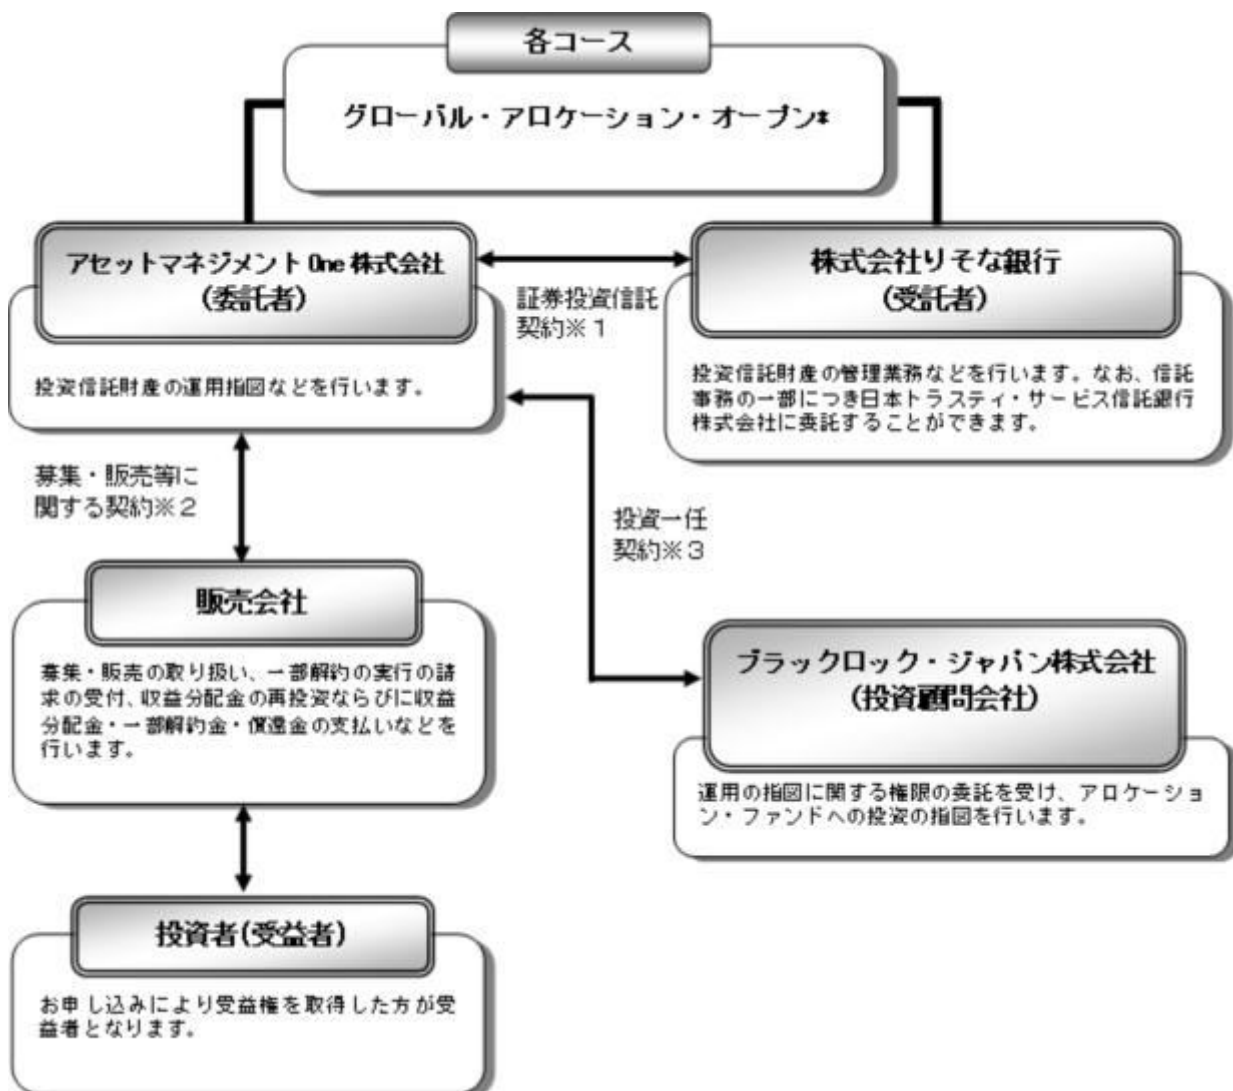 各コース
グローバル・アロケーション・オープン*
アセットマネジメントOne株式会社
(委託者)
投資信託財産の運用指図などを行います。
証券投資信託
契約※1
株式会社りそな銀行
(受託者)
投資信託財産の管理業務などを行います。なお、信託
事務の一部につき日本トラスティ・サービス信託銀行
株式会社に委託することができます。
募集・販売等に
関する契約※2
投資一任
契約※3
販売会社
募集・販売の取り扱い、一部解約の実行の請
求の受付、収益分配金の再投資ならびに収益
分配金・一部解約金・償還金の支払いなどを
行います。
ブラックロック・ジャパン株式会社
(投資顧問会社)
運用の指図に関する権限の委託を受け、アロケーショ
ン・ファンドへの投資の指図を行います。
投資者(受益者)
お申し込みにより受益権を取得した方が受
益者となります。